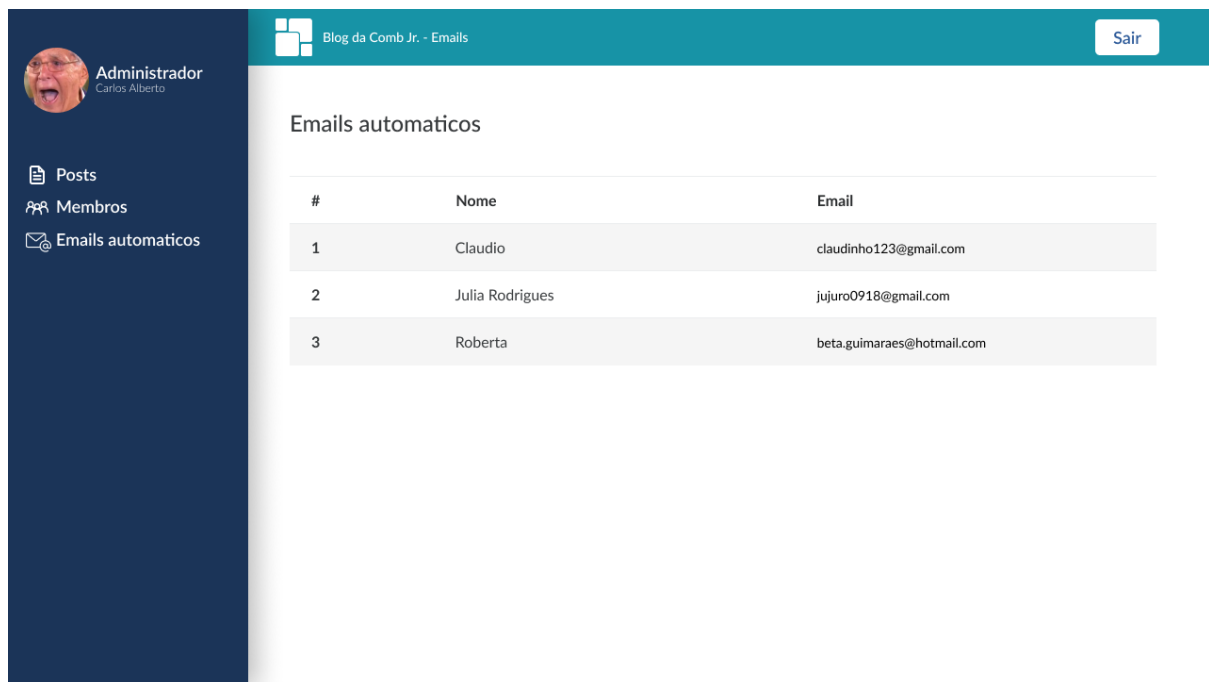 Administrador
Carlos Alberto
Posts
Membros
Emails automaticos
Blog da Comb Jr. - Emails
Sair
Emails automaticos
# Nome Email
1 Claudio claudinho123@gmail.com
2 Julia Rodrigues jujuro0918@gmail.com
3 Roberta beta.guimaraes@hotmail.com